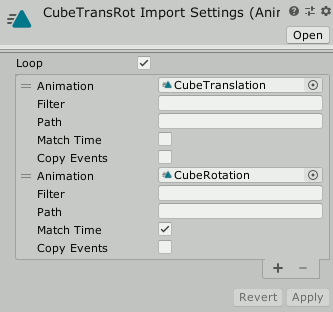 CubeTransRot Import Settings (Anir
Open
Loop
Animation CubeTranslation
Filter
Path
Match Time
Copy Events
Animation CubeRotation
Filter
Path
Match Time
Copy Events
Revert Apply